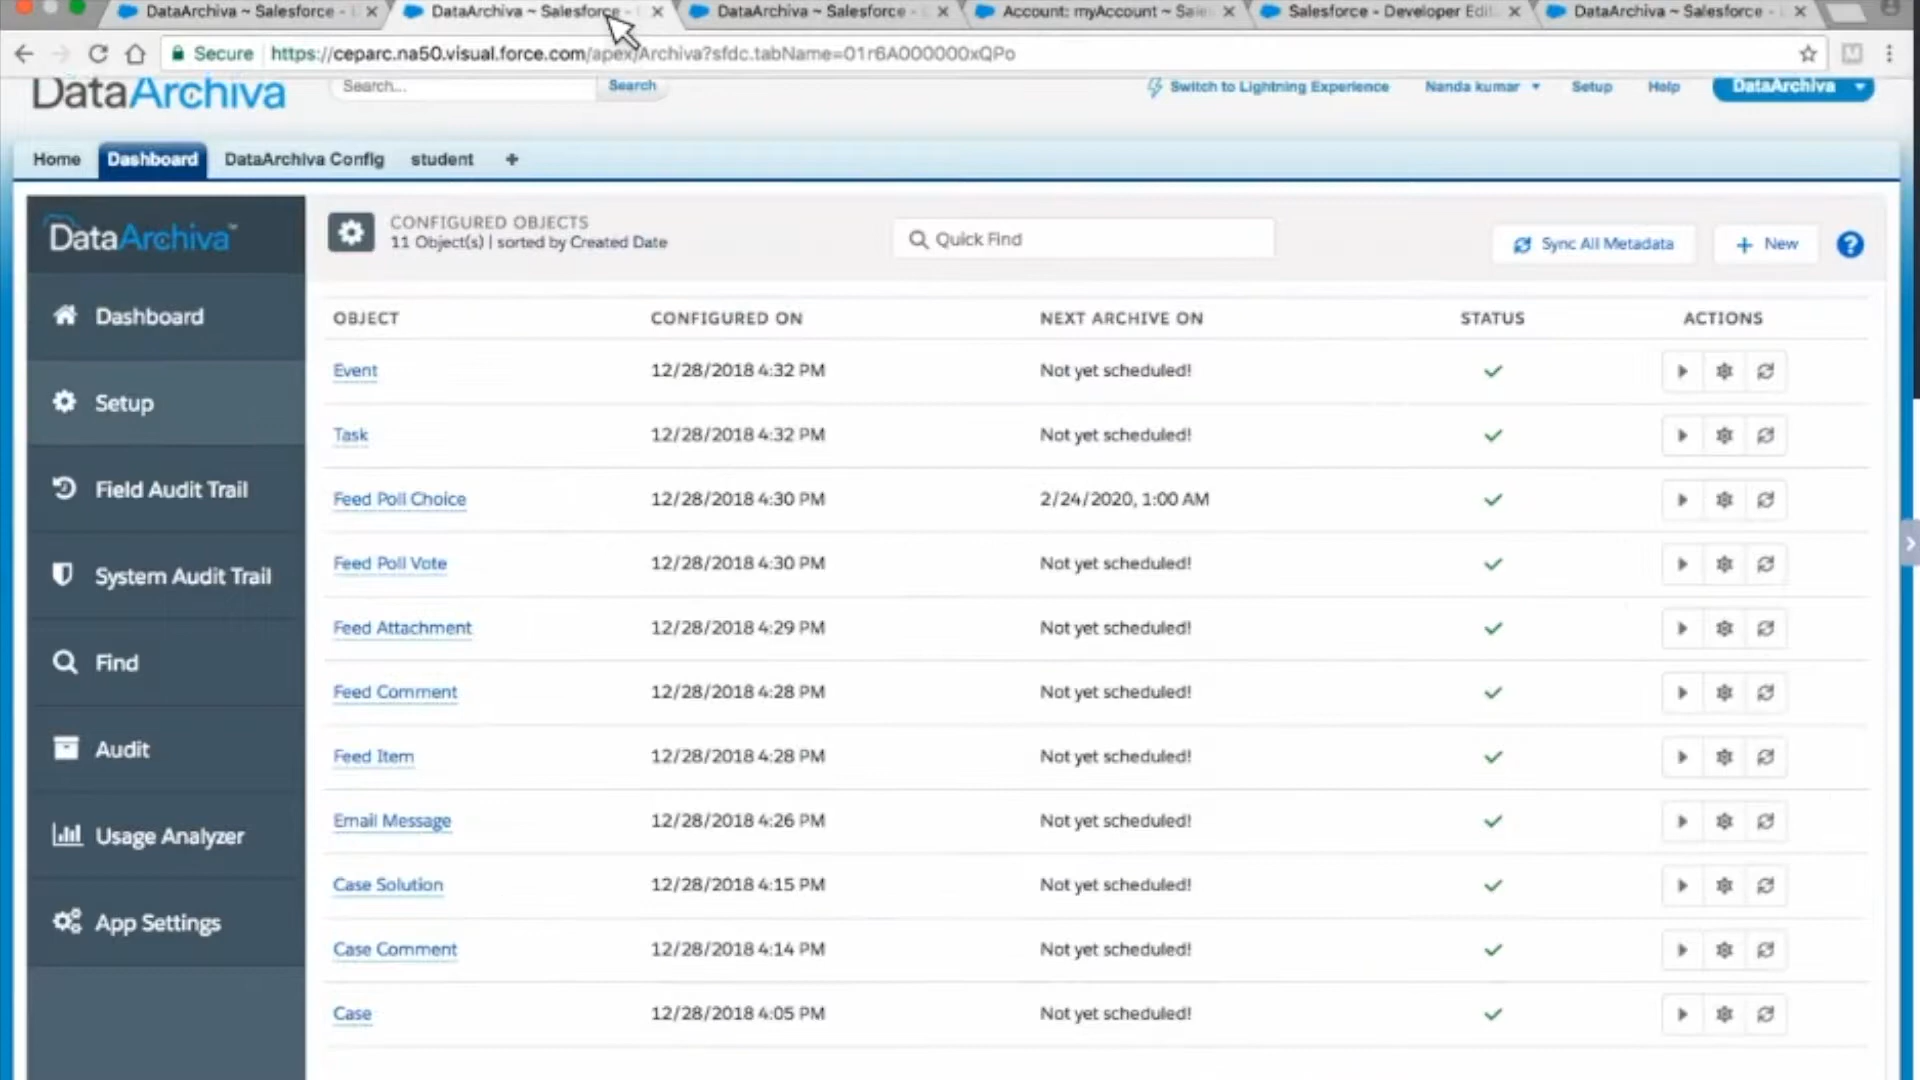 DataArchiva ~ Salesforce -
DataArchiva ~ Salesforce -
DataArchiva ~ Salesforce -
Account: myAccount ~ Sale
Salesforce - Developer Edit
DataArchiva ~ Salesforce -
Secure
https://ceparc.na50.visual.force.com/apex/Archiva?sfdc.tabName=01r6A000000xQPo
DataArchiva
Search...
Search
Switch to Lightning Experience
Nanda kumar
Setup
Help
DataArchiva
Home
Dashboard
DataArchiva Config
student
+
DataArchiva™
Dashboard
Setup
Field Audit Trail
System Audit Trail
Find
Audit
Usage Analyzer
App Settings
CONFIGURED OBJECTS
11 Object(s) | sorted by Created Date
Quick Find
Sync All Metadata
+ New
?
OBJECT CONFIGURED ON NEXT ARCHIVE ON STATUS ACTIONS
Event 12/28/2018 4:32 PM Not yet scheduled!
Task 12/28/2018 4:32 PM Not yet scheduled!
Feed Poll Choice 12/28/2018 4:30 PM 2/24/2020, 1:00 AM
Feed Poll Vote 12/28/2018 4:30 PM Not yet scheduled!
Feed Attachment 12/28/2018 4:29 PM Not yet scheduled!
Feed Comment 12/28/2018 4:28 PM Not yet scheduled!
Feed Item 12/28/2018 4:28 PM Not yet scheduled!
Email Message 12/28/2018 4:26 PM Not yet scheduled!
Case Solution 12/28/2018 4:15 PM Not yet scheduled!
Case Comment 12/28/2018 4:14 PM Not yet scheduled!
Case 12/28/2018 4:05 PM Not yet scheduled!